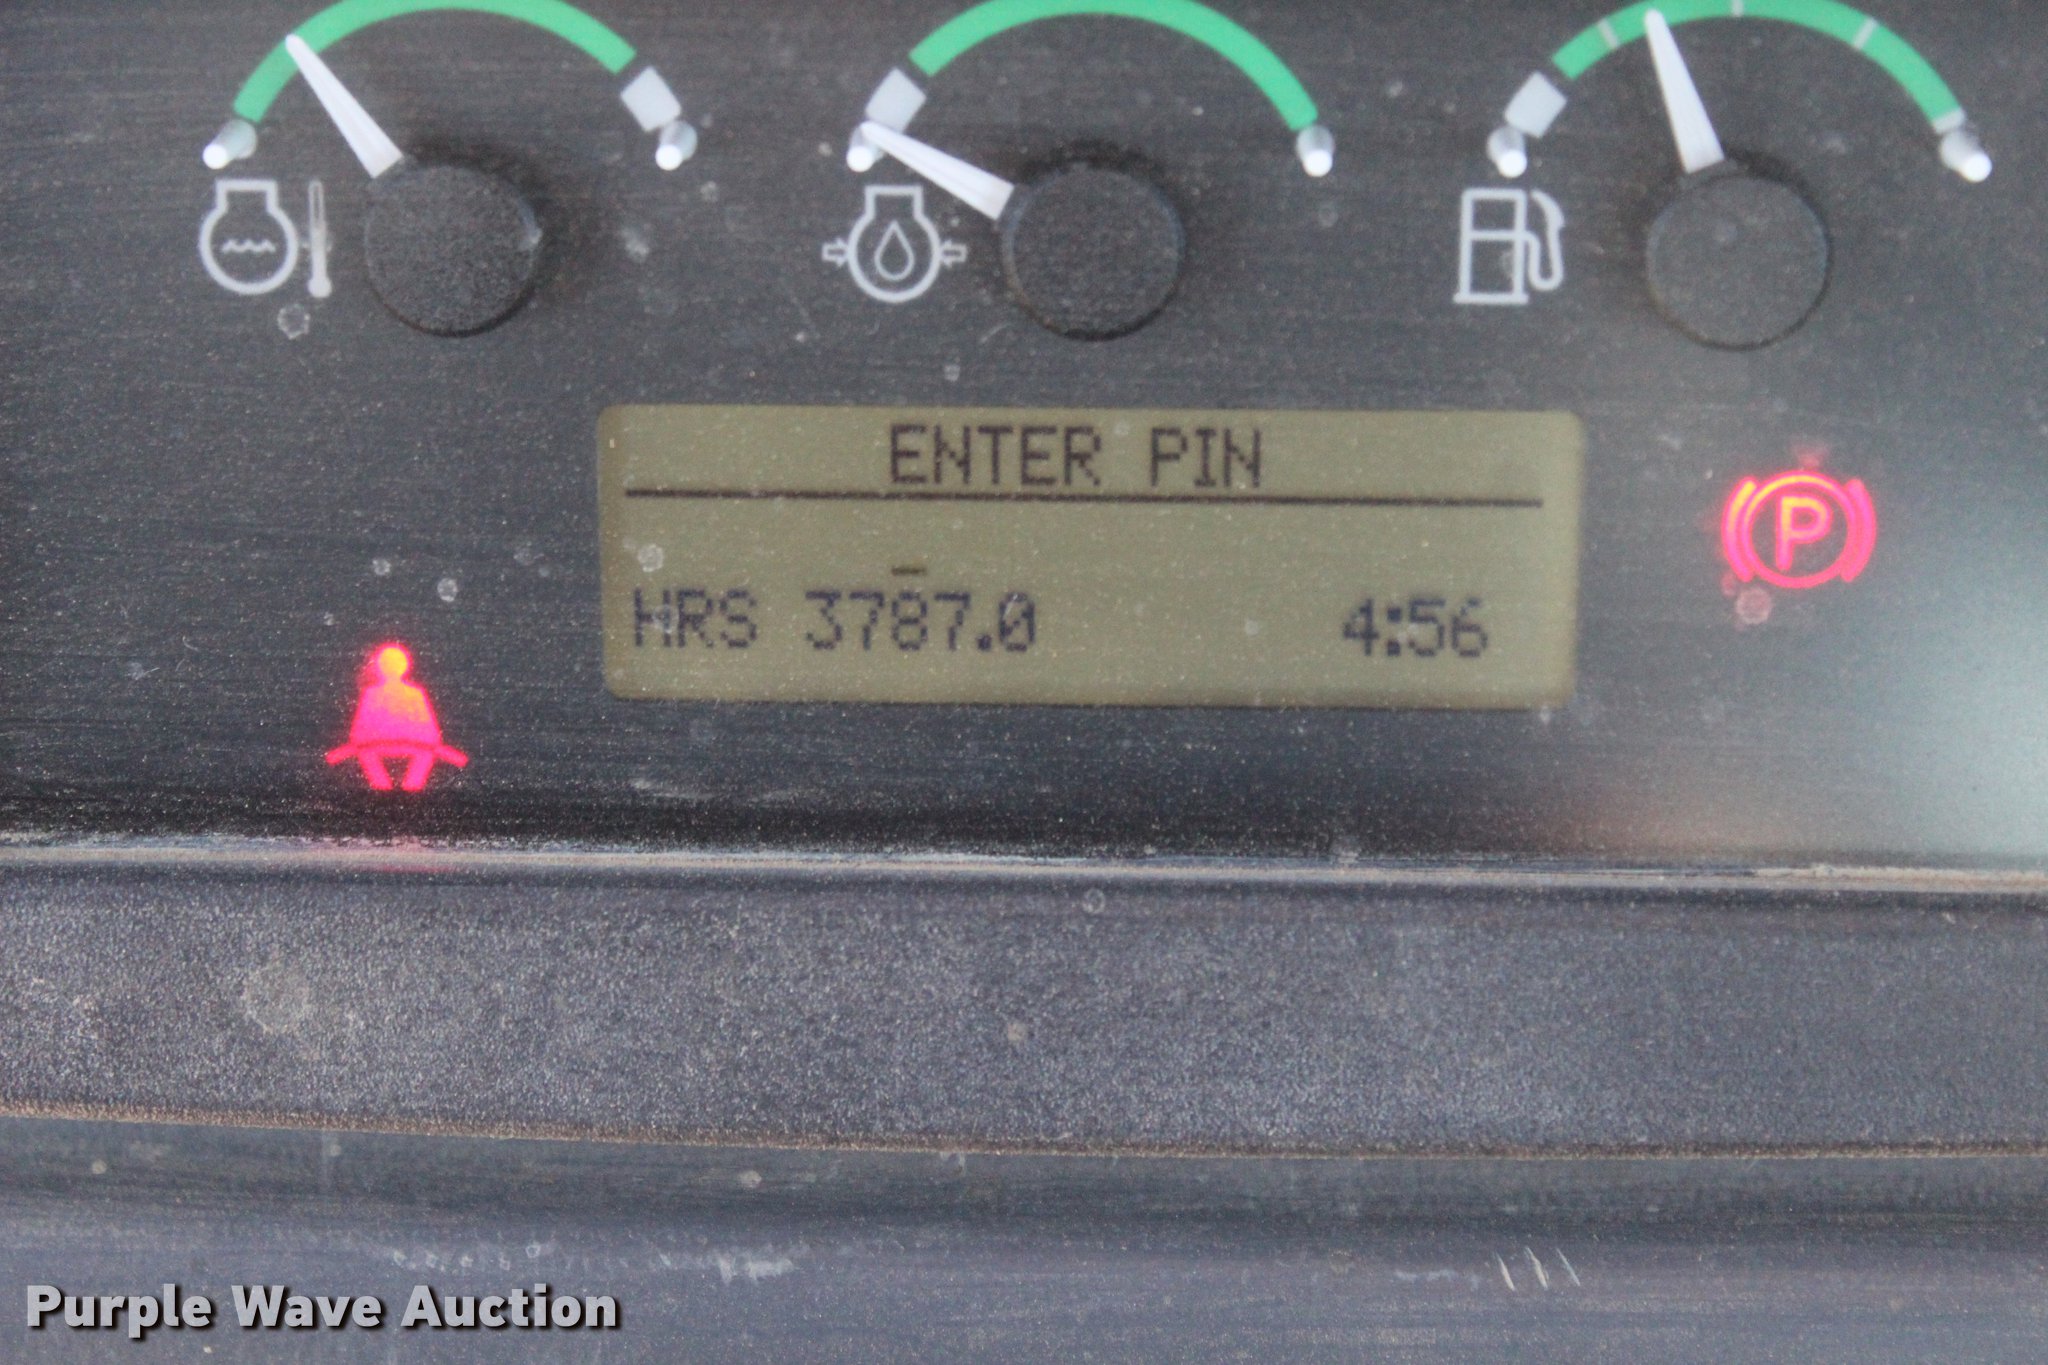 ENTER PIN
HRS 3787.0 4:56
P
Purple Wave Auction